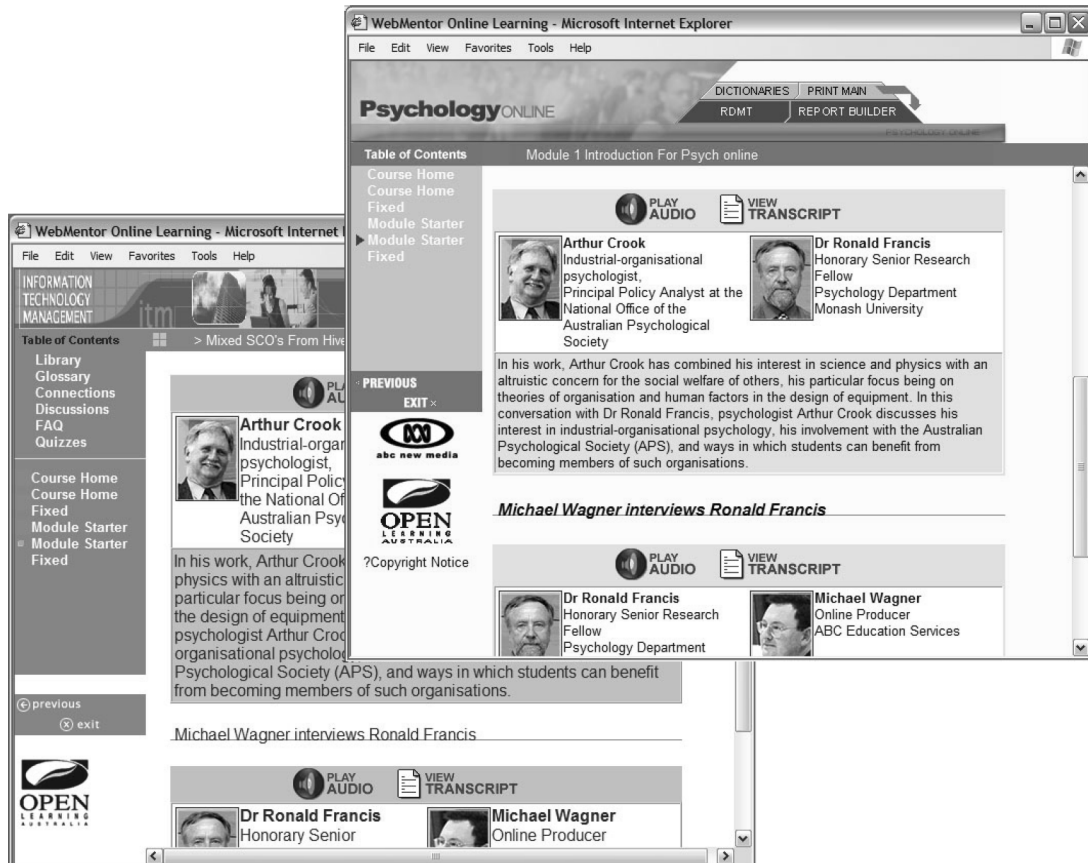 WebMentor Online Learning - Microsoft Internet Explorer
File Edit View Favorites Tools Help
PsychologyONLINE
DICTIONARIES PRINT MAIN
RDMT REPORT BUILDER
PSYCHOLOGY ONLINE
Table of Contents
Module 1 Introduction For Psych online
Course Home
Course Home
Fixed
Module Starter
Module Starter
Fixed
PREVIOUS
EXIT ×
abc new media
OPEN
LEARNING
AUSTRALIA
?Copyright Notice
PLAY AUDIO
VIEW TRANSCRIPT
Arthur Crook
Industrial-organisational
psychologist,
Principal Policy Analyst at the
National Office of the
Australian Psychological
Society
Dr Ronald Francis
Honorary Senior Research
Fellow
Psychology Department
Monash University
In his work, Arthur Crook has combined his interest in science and physics with an
altruistic concern for the social welfare of others, his particular focus being on
theories of organisation and human factors in the design of equipment. In this
conversation with Dr Ronald Francis, psychologist Arthur Crook discusses his
interest in industrial-organisational psychology, his involvement with the Australian
Psychological Society (APS), and ways in which students can benefit from
becoming members of such organisations.
Michael Wagner interviews Ronald Francis
PLAY AUDIO
VIEW TRANSCRIPT
Dr Ronald Francis
Honorary Senior Research
Fellow
Psychology Department
Michael Wagner
Online Producer
ABC Education Services
WebMentor Online Learning - Microsoft Internet
File Edit View Favorites Tools Help
INFORMATION
TECHNOLOGY
MANAGEMENT
itm
Table of Contents
> Mixed SCO's From Hive
Library
Glossary
Connections
Discussions
FAQ
Quizzes
Course Home
Course Home
Fixed
Module Starter
Module Starter
Fixed
previous
exit
OPEN
LEARNING
AUSTRALIA
Arthur Crook
Industrial-organ
psychologist,
Principal Policy
the National Of
Australian Psyc
Society
In his work, Arthur Crook
physics with an altruistic
particular focus being on
the design of equipment
psychologist Arthur Croo
organisational psycholog
Psychological Society (APS), and ways in which students can benefit
from becoming members of such organisations.
Michael Wagner interviews Ronald Francis
PLAY AUDIO
VIEW TRANSCRIPT
Dr Ronald Francis
Honorary Senior
Michael Wagner
Online Producer